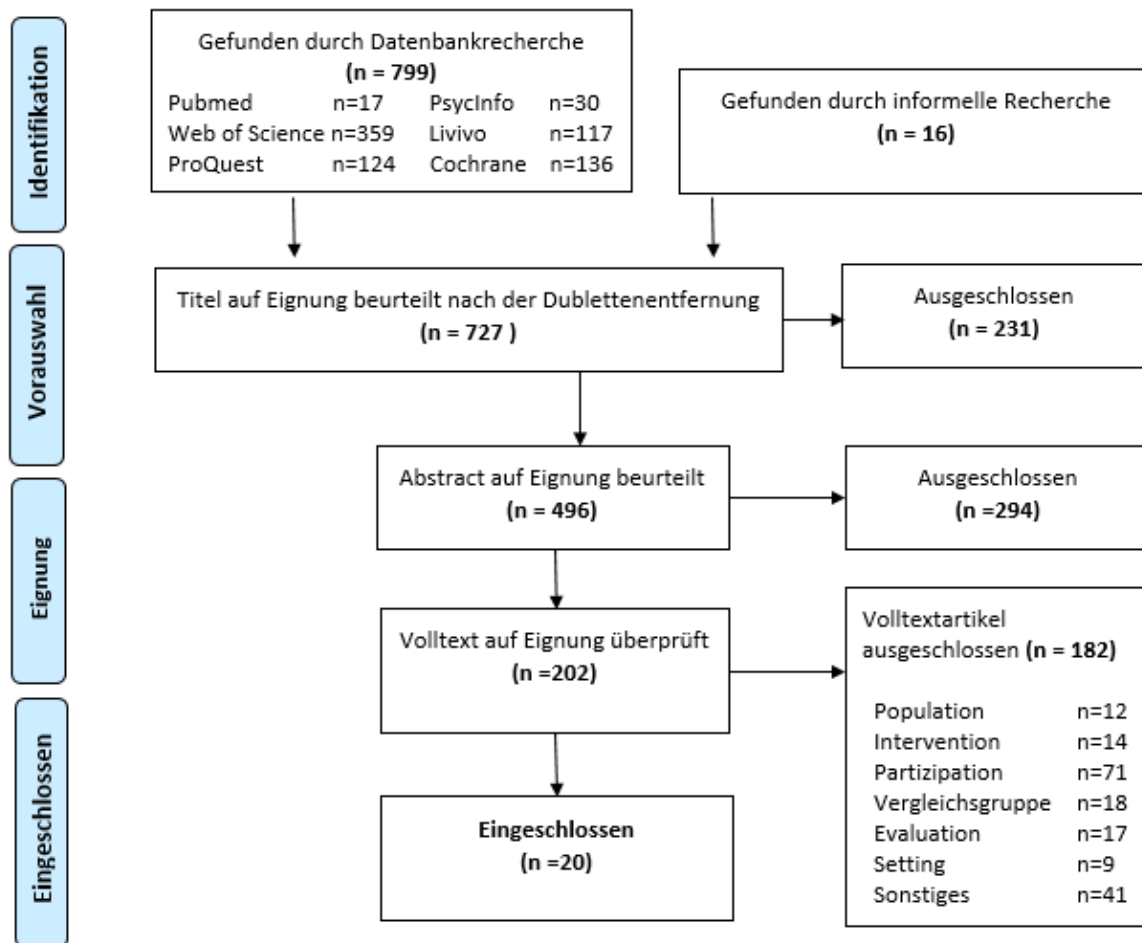 Identifikation
Gefunden durch Datenbankrecherche
(n = 799)
Pubmed n=17 PsycInfo n=30
Web of Science n=359 Livivo n=117
ProQuest n=124 Cochrane n=136
Gefunden durch informelle Recherche
(n = 16)
Vorauswahl
Titel auf Eignung beurteilt nach der Dublettenentfernung
(n = 727 )
Ausgeschlossen
(n = 231)
Abstract auf Eignung beurteilt
(n = 496)
Ausgeschlossen
(n =294)
Eignung
Volltext auf Eignung überprüft
(n =202)
Volltextartikel
ausgeschlossen (n = 182)
Population n=12
Intervention n=14
Partizipation n=71
Vergleichsgruppe n=18
Evaluation n=17
Setting n=9
Sonstiges n=41
Eingeschlossen
Eingeschlossen
(n =20)